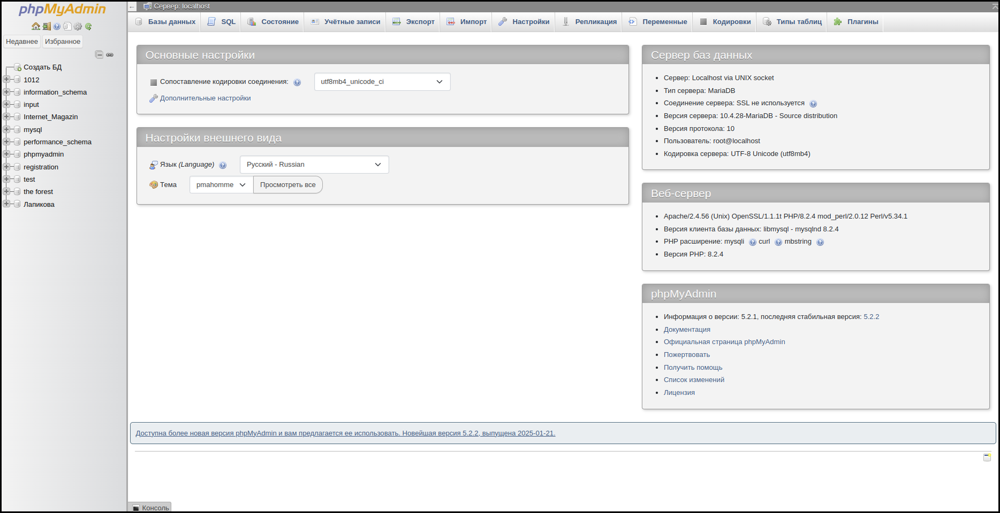 phpMyAdmin
Недавнее Избранное
Создать БД
1012
information_schema
input
Internet_Magazin
mysql
performance_schema
phpmyadmin
registration
test
the forest
Лапикова
← Сервер: localhost
Базы данных SQL Состояние Учётные записи Экспорт Импорт Настройки Репликация Переменные Кодировки Типы таблиц Плагины
Основные настройки
Сопоставление кодировки соединения: utf8mb4_unicode_ci
Дополнительные настройки
Настройки внешнего вида
Язык (Language) Русский - Russian
Тема pmahomme Просмотреть все
Сервер баз данных
Сервер: Localhost via UNIX socket
Тип сервера: MariaDB
Соединение сервера: SSL не используется
Версия сервера: 10.4.28-MariaDB - Source distribution
Версия протокола: 10
Пользователь: root@localhost
Кодировка сервера: UTF-8 Unicode (utf8mb4)
Веб-сервер
Apache/2.4.56 (Unix) OpenSSL/1.1.1t PHP/8.2.4 mod_perl/2.0.12 Perl/v5.34.1
Версия клиента базы данных: libmysql - mysqlnd 8.2.4
PHP расширение: mysqli curl mbstring
Версия PHP: 8.2.4
phpMyAdmin
Информация о версии: 5.2.1, последняя стабильная версия: 5.2.2
Документация
Официальная страница phpMyAdmin
Пожертвовать
Получить помощь
Список изменений
Лицензия
Доступна более новая версия phpMyAdmin и вам предлагается ее использовать. Новейшая версия 5.2.2, выпущена 2025-01-21.
Консоль